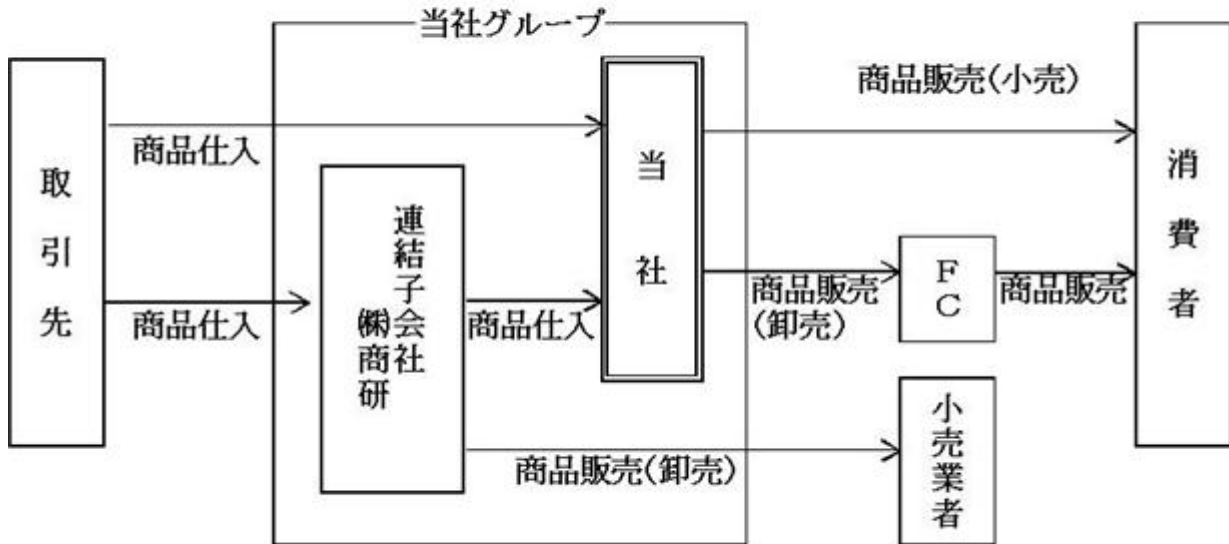 当社グループ
商品販売(小売)
商品仕入
取引先
当社
消費者
連結子会社
㈱商研
商品仕入
商品仕入
商品販売
(卸売)
FC
商品販売
商品販売(卸売)
小売業者